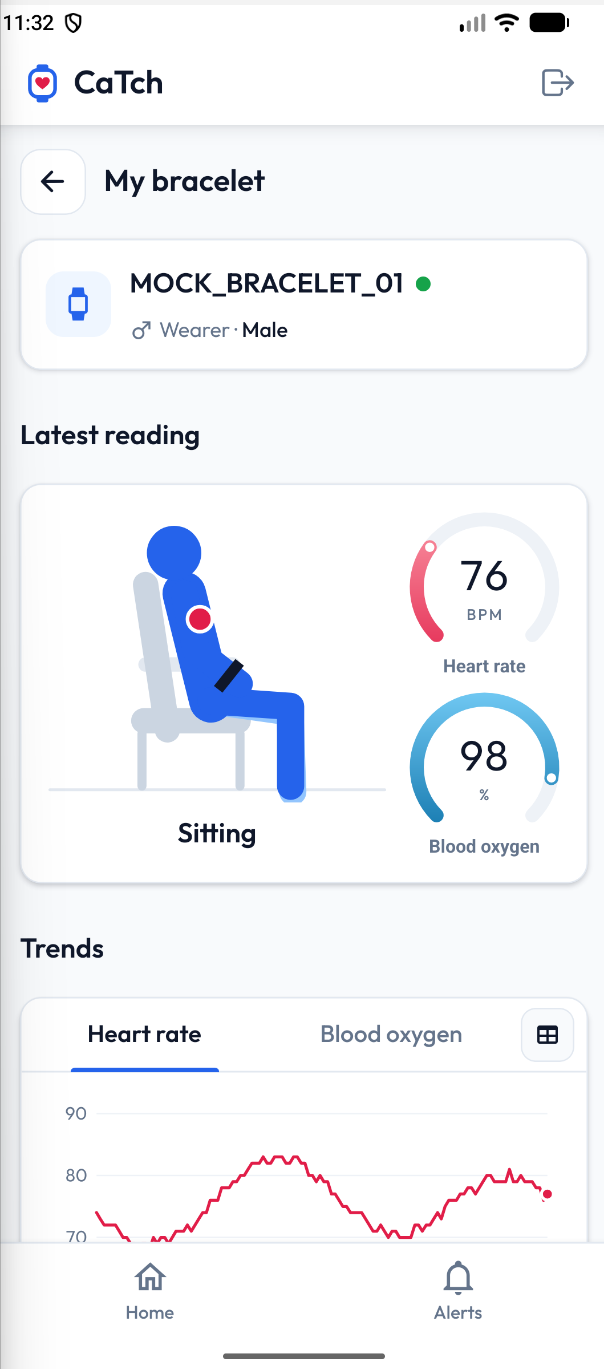 11:32
CaTch
My bracelet
MOCK_BRACELET_01
Wearer · Male
Latest reading
76
BPM
Heart rate
98
%
Blood oxygen
Sitting
Trends
Heart rate
Blood oxygen
90
80
70
Home
Alerts